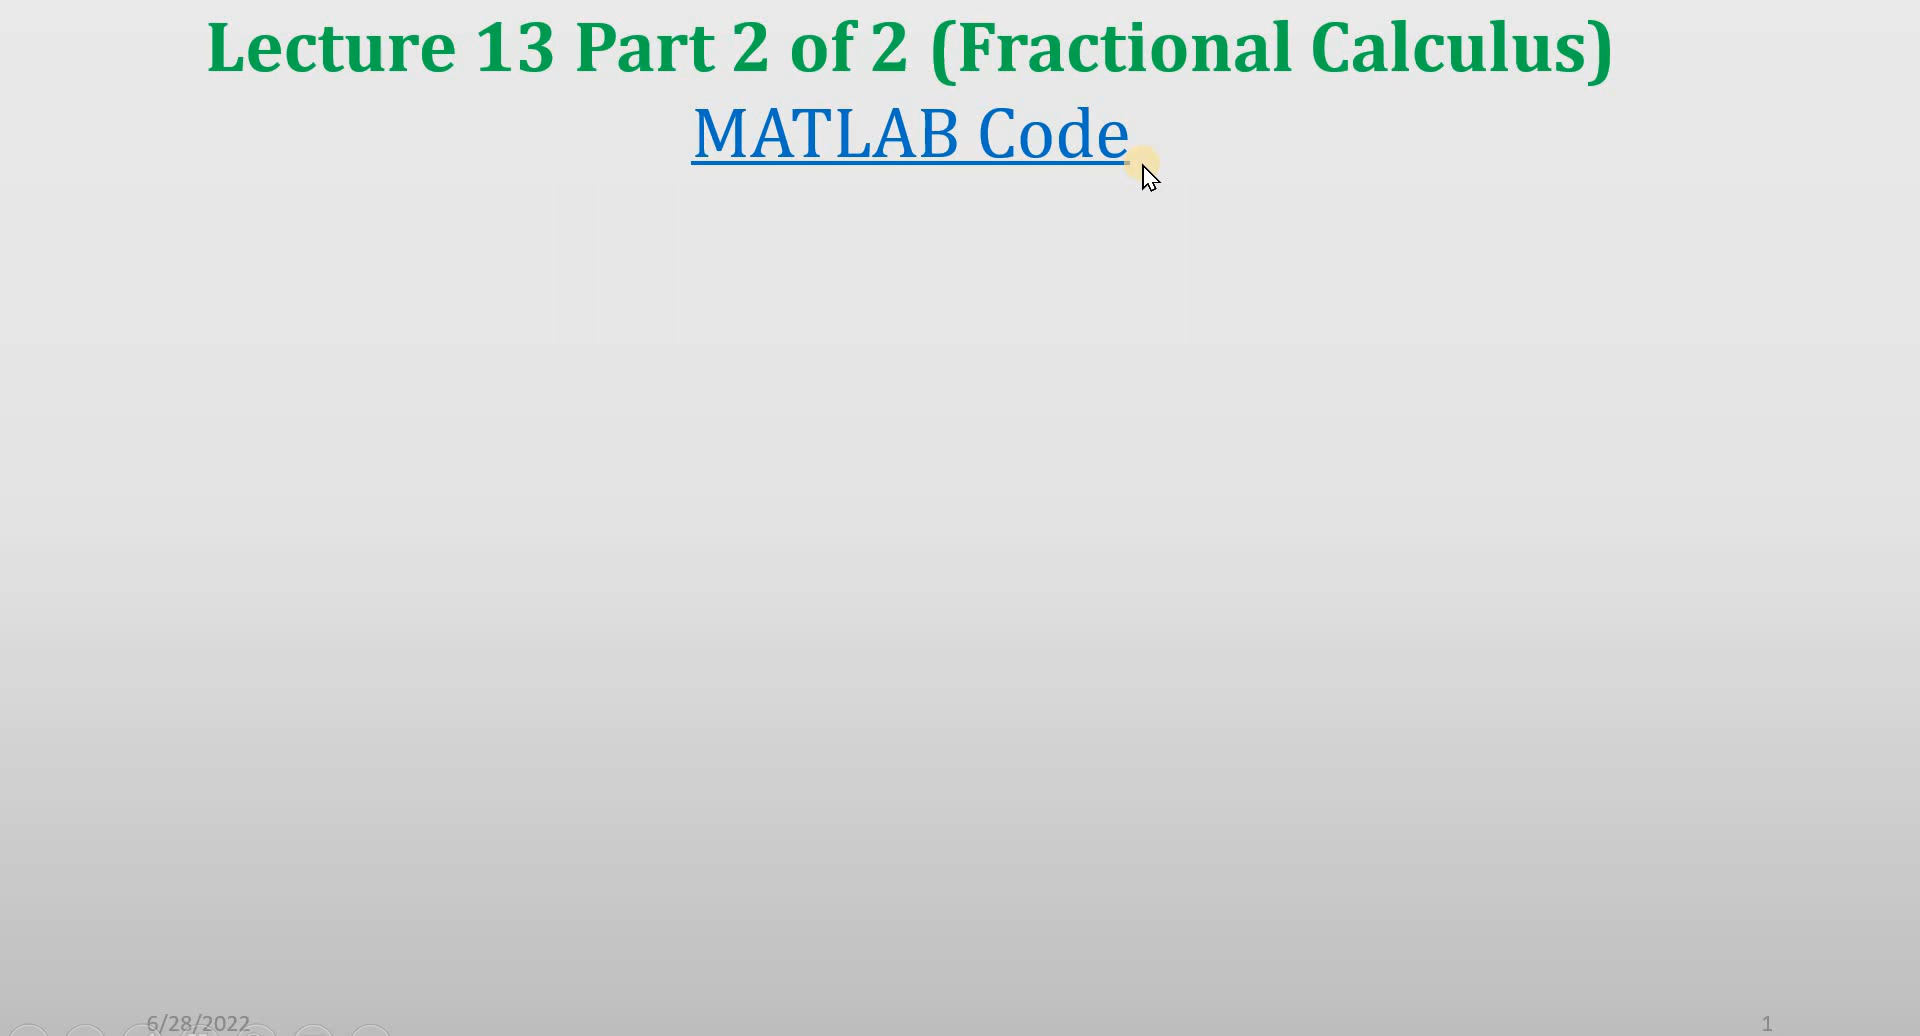 Lecture 13 Part 2 of 2 (Fractional Calculus)
MATLAB Code
6/28/2022
1